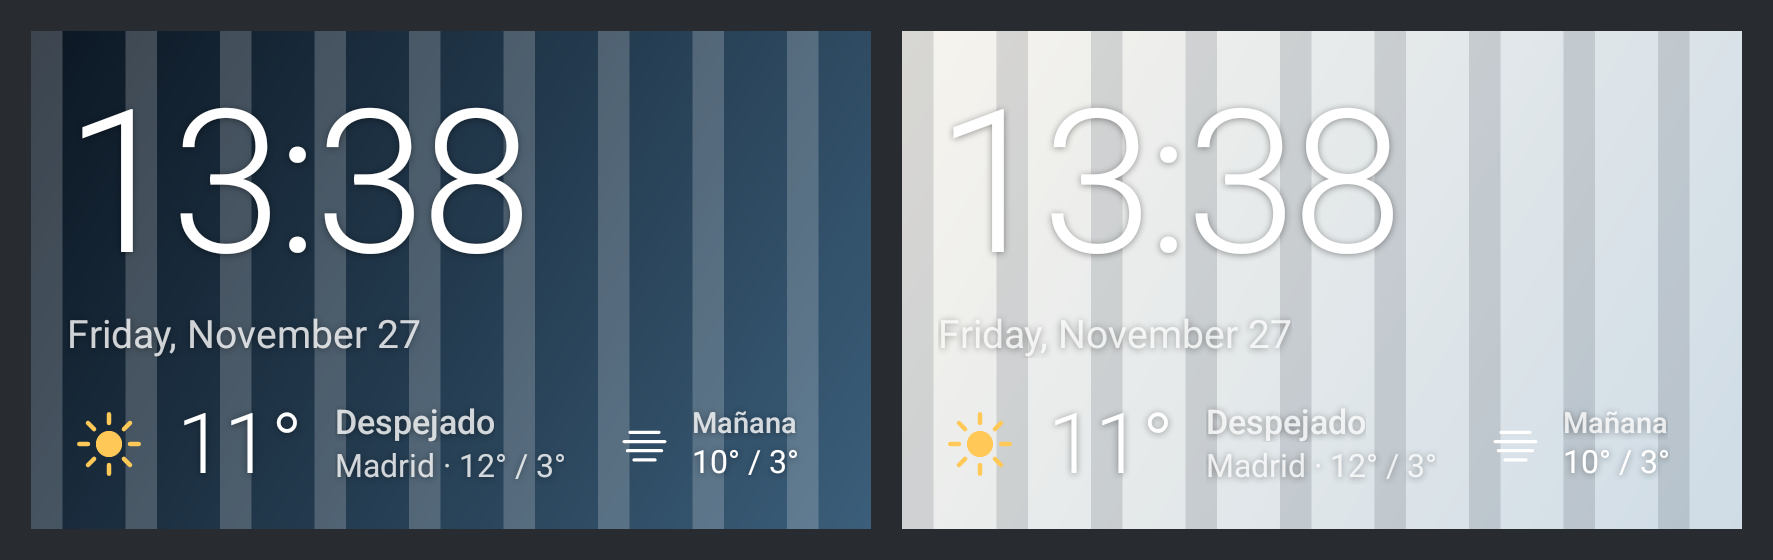 13:38
Friday, November 27
11°
Despejado
Madrid · 12° / 3°
Mañana
10° / 3°
13:38
Friday, November 27
11°
Despejado
Madrid · 12° / 3°
Mañana
10° / 3°